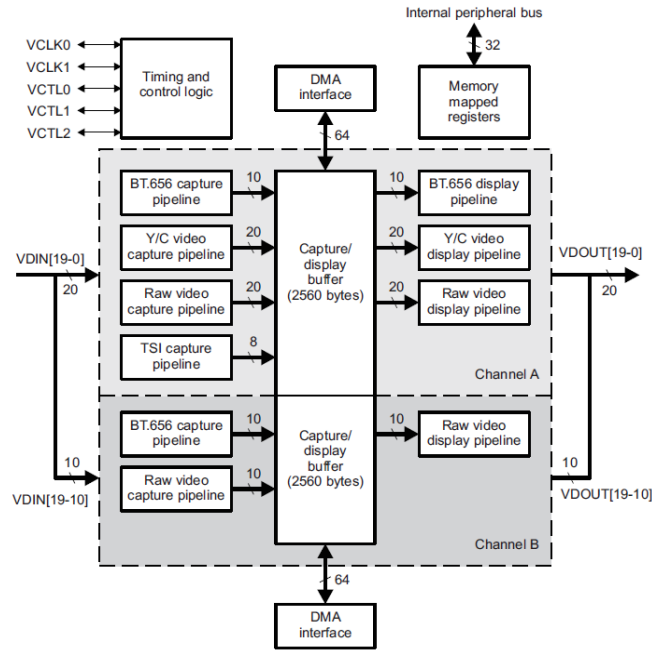 Internal peripheral bus
32
VCLK0
VCLK1
VCTL0
VCTL1
VCTL2
Timing and
control logic
DMA
interface
64
Memory
mapped
registers
BT.656 capture
pipeline
10
Y/C video
capture pipeline
20
Raw video
capture pipeline
20
TSI capture
pipeline
8
Capture/
display
buffer
(2560 bytes)
10
BT.656 display
pipeline
20
Y/C video
display pipeline
20
Raw video
display pipeline
VDIN[19-0]
20
VDOUT[19-0]
20
Channel A
BT.656 capture
pipeline
10
Raw video
capture pipeline
10
Capture/
display
buffer
(2560 bytes)
10
Raw video
display pipeline
10
VDIN[19-10]
10
VDOUT[19-10]
Channel B
64
DMA
interface